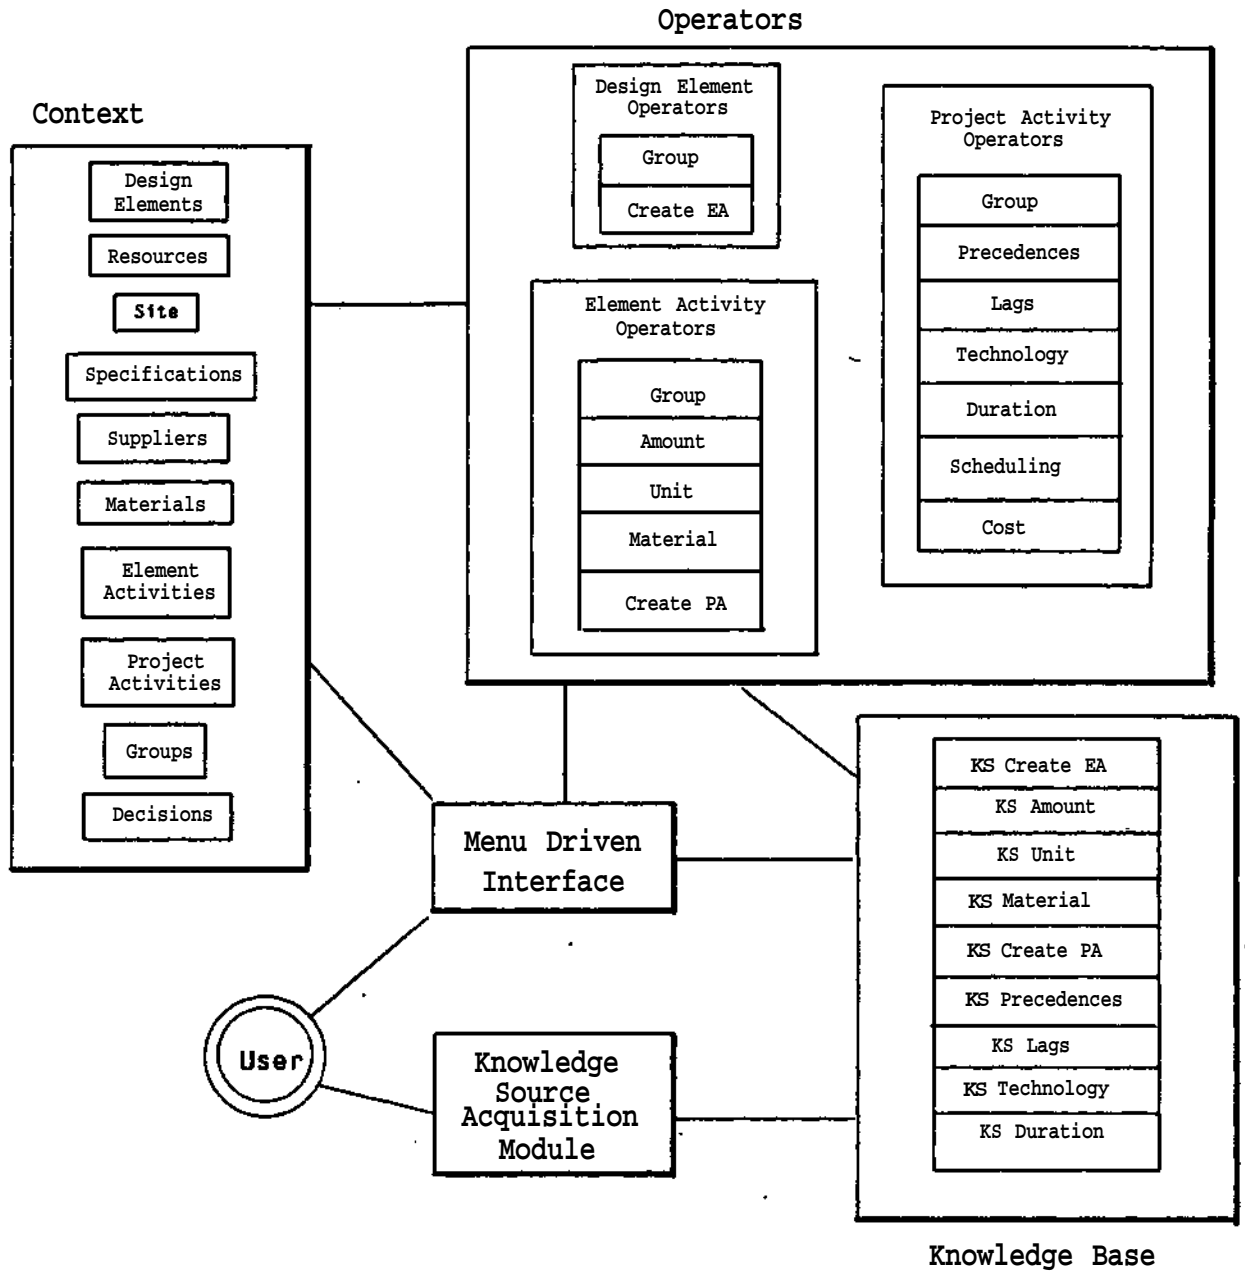 Operators
Context
Design
Elements
Resources
Site
Specifications
Suppliers
Materials
Element
Activities
Project
Activities
Groups
Decisions
Design Element
Operators
Group
Create EA
Element Activity
Operators
Group
Amount
Unit
Material
Create PA
Project Activity
Operators
Group
Precedences
Lags
Technology
Duration
Scheduling
Cost
Menu Driven
Interface
User
Knowledge
Source
Acquisition
Module
KS Create EA
KS Amount
KS Unit
KS Material
KS Create PA
KS Precedences
KS Lags
KS Technology
KS Duration
Knowledge Base